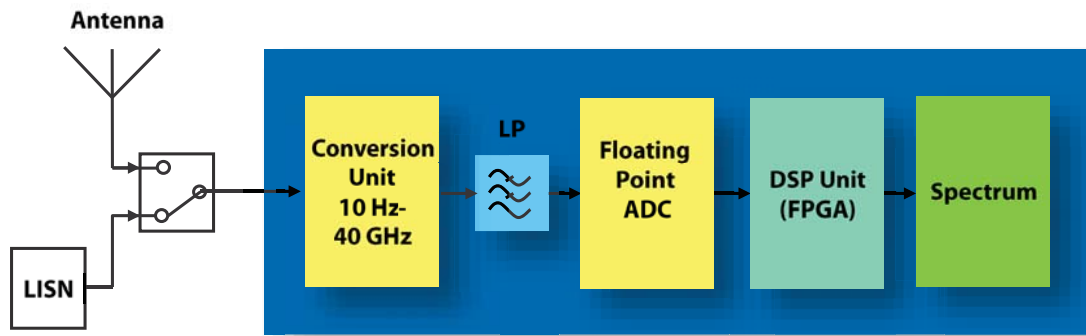 Antenna
LISN
Conversion
Unit
10 Hz-
40 GHz
LP
Floating
Point
ADC
DSP Unit
(FPGA)
Spectrum